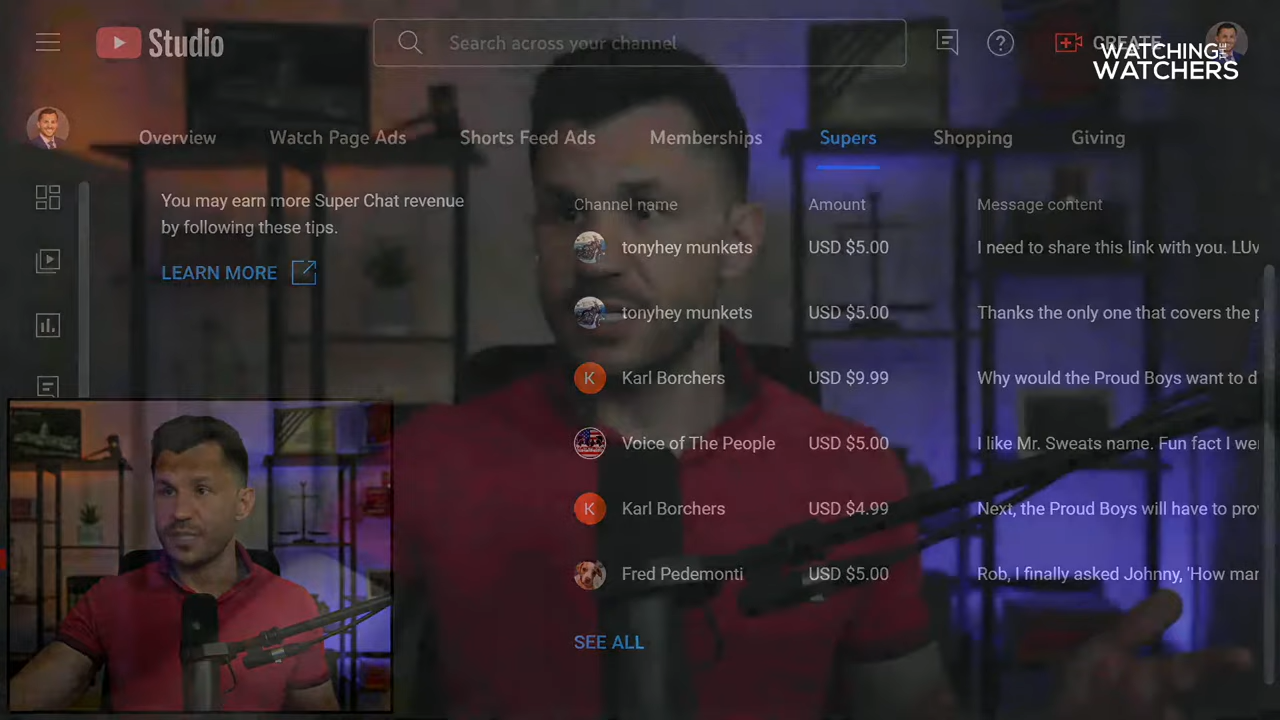 Studio
Search across your channel
CREATE
WATCHING THE
WATCHERS
Overview
Watch Page Ads
Shorts Feed Ads
Memberships
Supers
Shopping
Giving
You may earn more Super Chat revenue
by following these tips.
LEARN MORE
Channel name Amount Message content
tonyhey munkets USD $5.00 I need to share this link with you. LUv
tonyhey munkets USD $5.00 Thanks the only one that covers the p
K Karl Borchers USD $9.99 Why would the Proud Boys want to d
Voice of The People USD $5.00 I like Mr. Sweats name. Fun fact I we
K Karl Borchers USD $4.99 Next, the Proud Boys will have to pro
Fred Pedemonti USD $5.00 Rob, I finally asked Johnny, 'How mar
SEE ALL